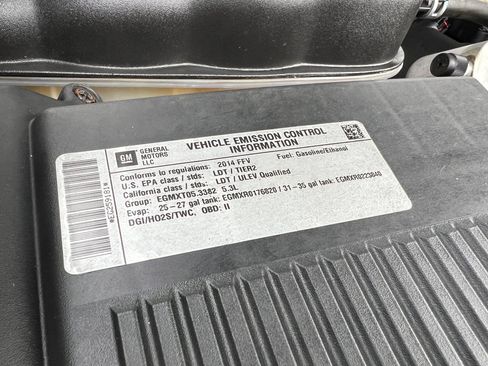 GM
GENERAL MOTORS LLC
VEHICLE EMISSION CONTROL INFORMATION
Conforms to regulations: 2014 FFV Fuel: Gasoline/Ethanol
U.S. EPA class / stds: LDT / TIER2
California class / stds: LDT / ULEV Qualified
Group: EGMXT05.3382 5.3L
Evap: 25 - 27 gal tank: EGMXR0176820 / 31 - 35 gal tank: EGMXR0223840
DGI/HO2S/TWC, OBD: II